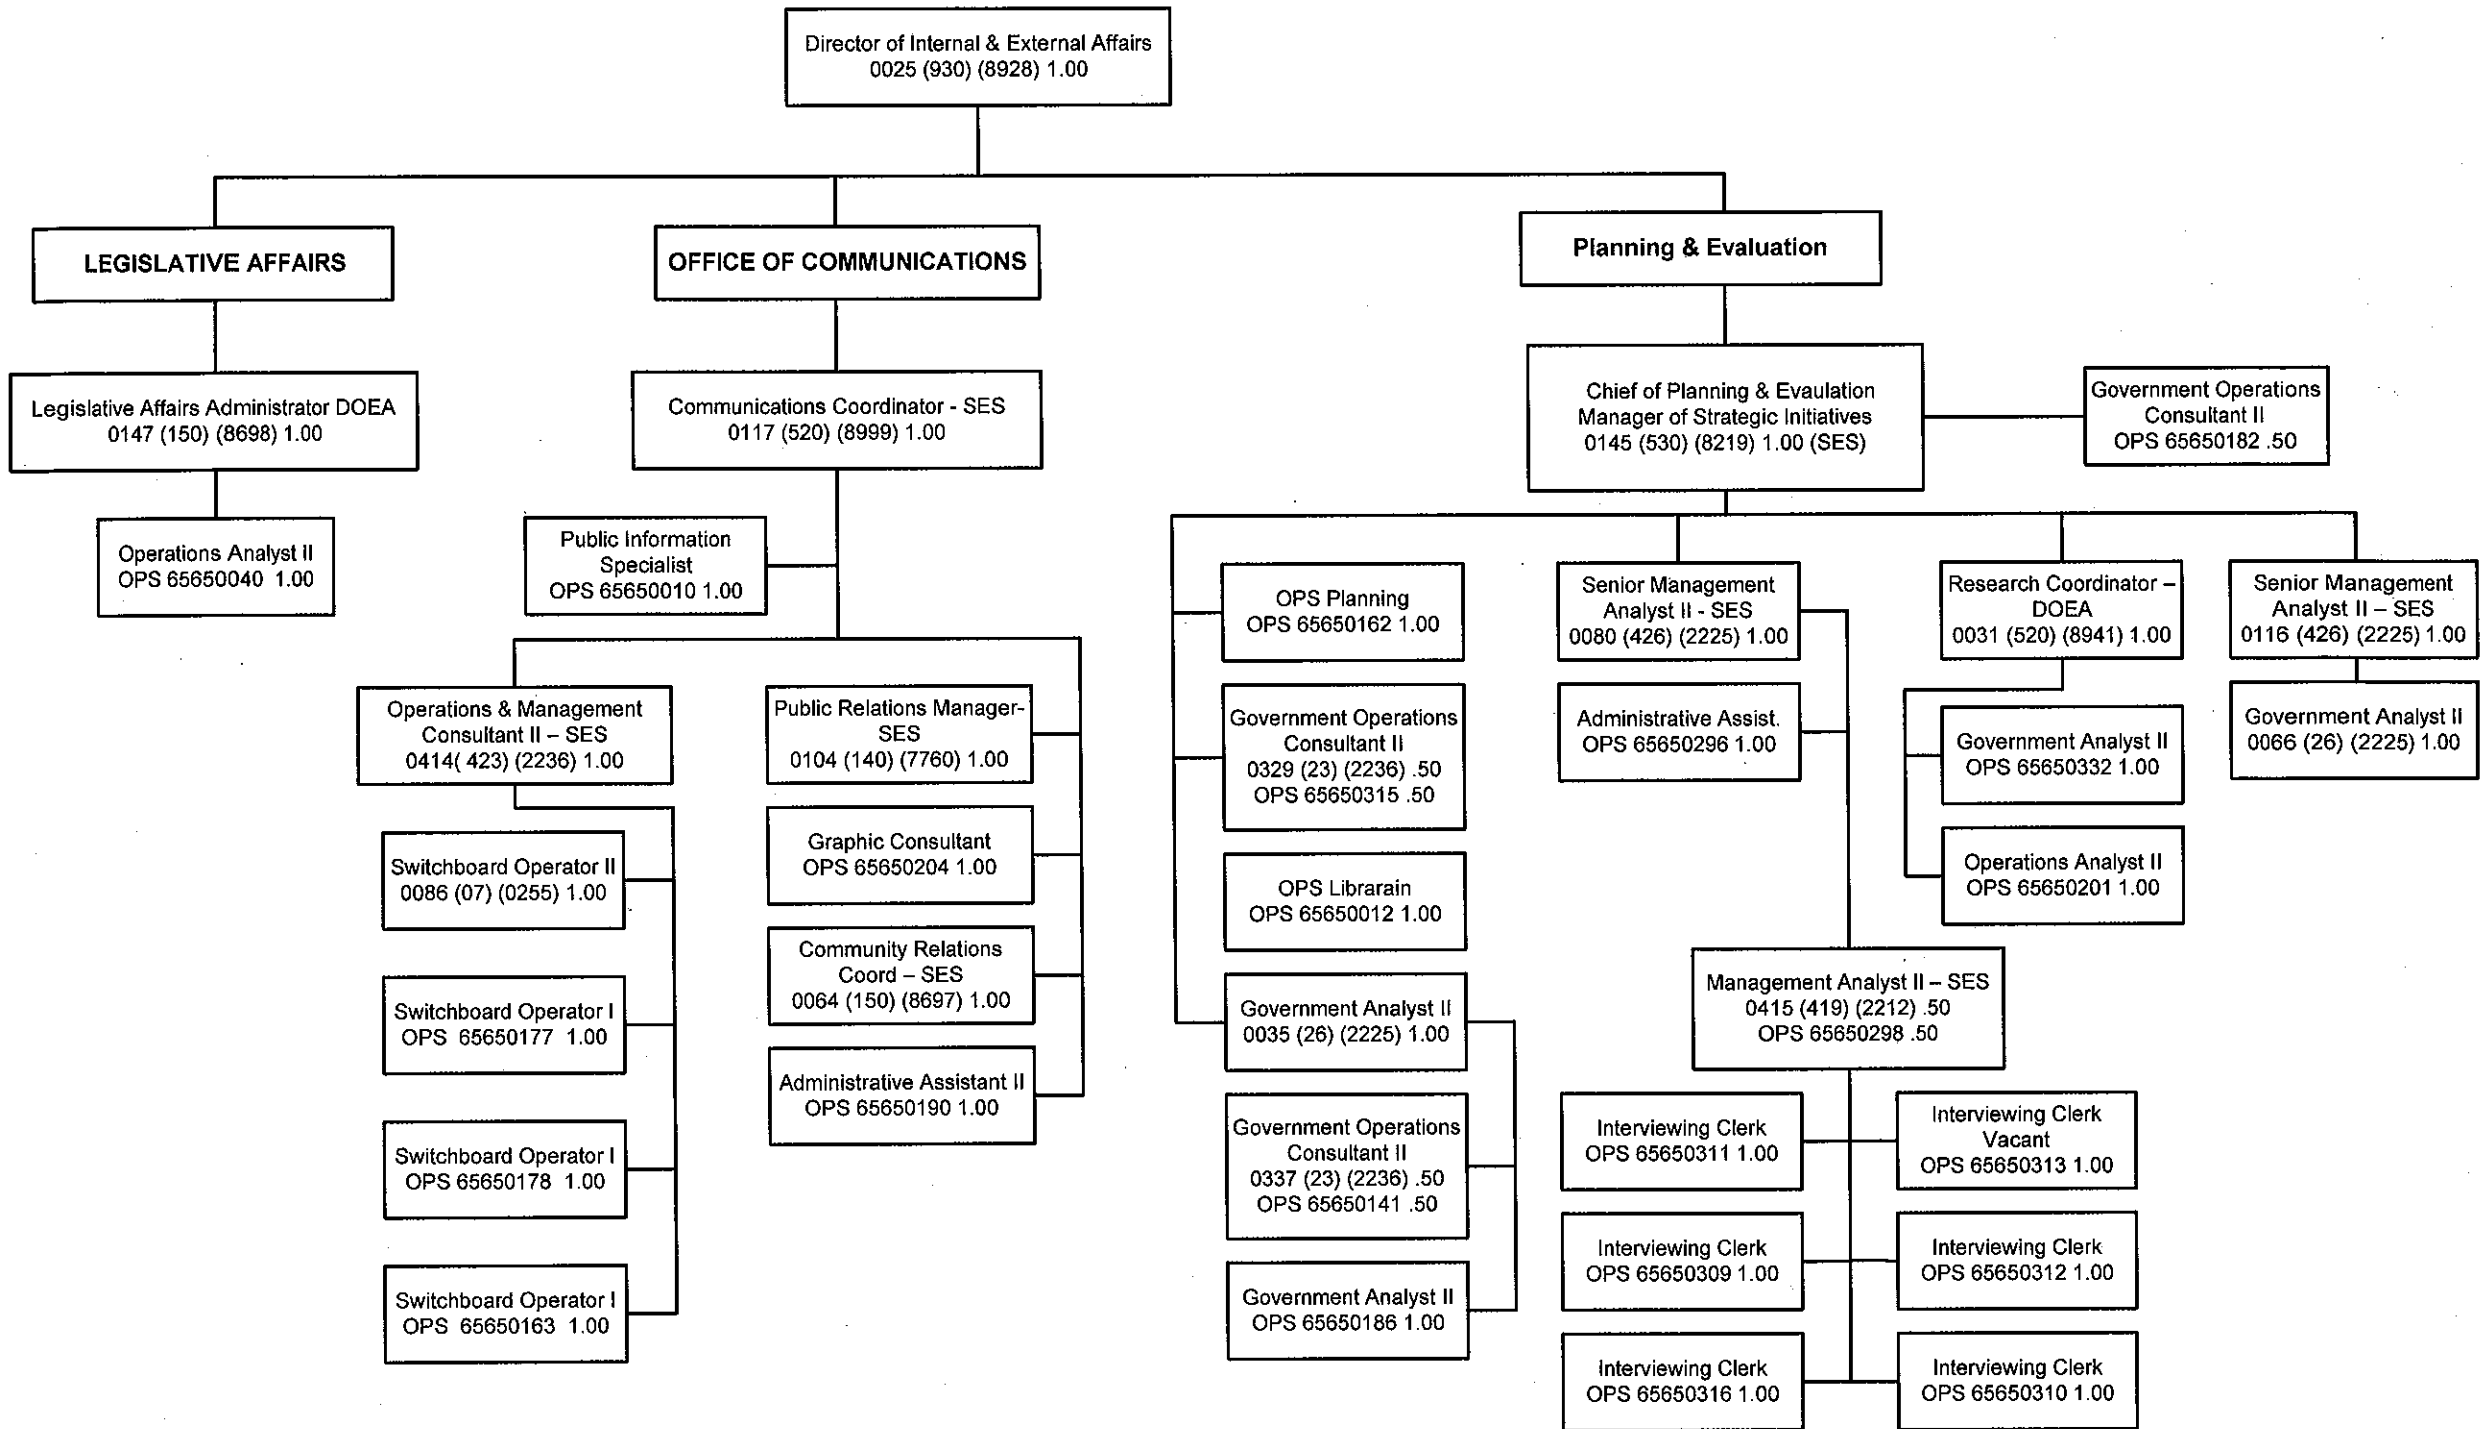 Director of Internal & External Affairs
0025 (930) (8928) 1.00
LEGISLATIVE AFFAIRS
Legislative Affairs Administrator DOEA
0147 (150) (8698) 1.00
Operations Analyst II
OPS 65650040 1.00
OFFICE OF COMMUNICATIONS
Communications Coordinator - SES
0117 (520) (8999) 1.00
Public Information
Specialist
OPS 65650010 1.00
Operations & Management
Consultant II – SES
0414( 423) (2236) 1.00
Switchboard Operator II
0086 (07) (0255) 1.00
Switchboard Operator I
OPS 65650177 1.00
Switchboard Operator I
OPS 65650178 1.00
Switchboard Operator I
OPS 65650163 1.00
Public Relations Manager-
SES
0104 (140) (7760) 1.00
Graphic Consultant
OPS 65650204 1.00
Community Relations
Coord – SES
0064 (150) (8697) 1.00
Administrative Assistant II
OPS 65650190 1.00
Planning & Evaluation
Chief of Planning & Evaulation
Manager of Strategic Initiatives
0145 (530) (8219) 1.00 (SES)
Government Operations
Consultant II
OPS 65650182 .50
OPS Planning
OPS 65650162 1.00
Government Operations
Consultant II
0329 (23) (2236) .50
OPS 65650315 .50
OPS Librarain
OPS 65650012 1.00
Government Analyst II
0035 (26) (2225) 1.00
Government Operations
Consultant II
0337 (23) (2236) .50
OPS 65650141 .50
Government Analyst II
OPS 65650186 1.00
Senior Management
Analyst II - SES
0080 (426) (2225) 1.00
Administrative Assist.
OPS 65650296 1.00
Management Analyst II – SES
0415 (419) (2212) .50
OPS 65650298 .50
Interviewing Clerk
OPS 65650311 1.00
Interviewing Clerk
Vacant
OPS 65650313 1.00
Interviewing Clerk
OPS 65650309 1.00
Interviewing Clerk
OPS 65650312 1.00
Interviewing Clerk
OPS 65650316 1.00
Interviewing Clerk
OPS 65650310 1.00
Research Coordinator –
DOEA
0031 (520) (8941) 1.00
Government Analyst II
OPS 65650332 1.00
Operations Analyst II
OPS 65650201 1.00
Senior Management
Analyst II – SES
0116 (426) (2225) 1.00
Government Analyst II
0066 (26) (2225) 1.00